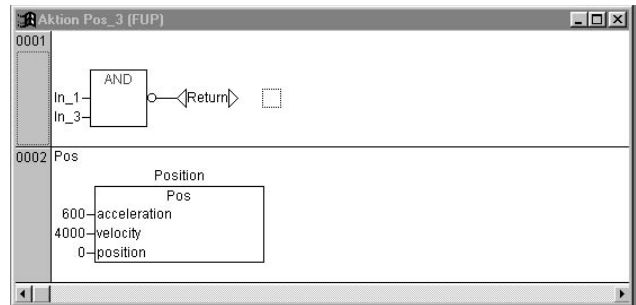 Aktion Pos_3 (FUP)
0001
AND
In_1
Return
In_3
0002 Pos
Position
Pos
600 acceleration
4000 velocity
0 position